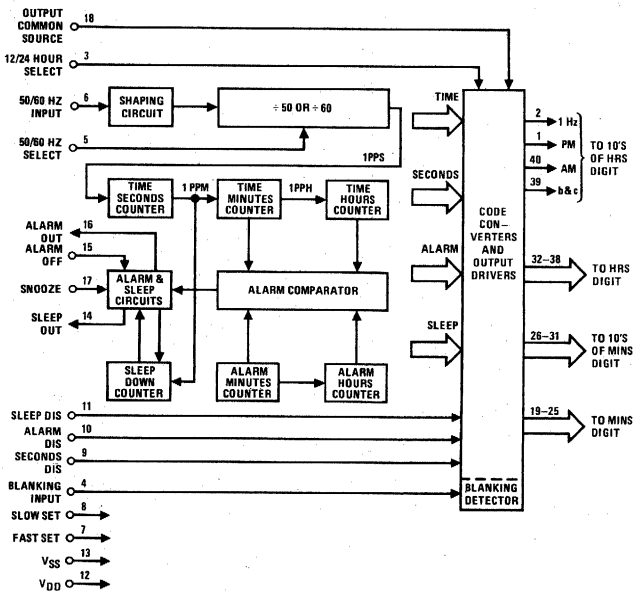 OUTPUT
COMMON
SOURCE
18
12/24 HOUR
SELECT
3
50/60 HZ
INPUT
6
SHAPING
CIRCUIT
÷ 50 OR ÷ 60
50/60 HZ
SELECT
5
1PPS
TIME
SECONDS
COUNTER
1 PPM
TIME
MINUTES
COUNTER
1PPH
TIME
HOURS
COUNTER
ALARM
OUT
16
ALARM
OFF
15
SNOOZE
17
SLEEP
OUT
14
ALARM &
SLEEP
CIRCUITS
ALARM COMPARATOR
SLEEP
DOWN
COUNTER
ALARM
MINUTES
COUNTER
ALARM
HOURS
COUNTER
TIME
SECONDS
ALARM
SLEEP
CODE
CON-
VERTERS
AND
OUTPUT
DRIVERS
BLANKING
DETECTOR
2
1 Hz
1
PM
40
AM
39
b & c
TO 10'S
OF HRS
DIGIT
32–38
TO HRS
DIGIT
26–31
TO 10'S
OF MINS
DIGIT
19–25
TO MINS
DIGIT
SLEEP DIS
11
ALARM
DIS
10
SECONDS
DIS
9
BLANKING
INPUT
4
SLOW SET
8
FAST SET
7
VSS
13
VDD
12